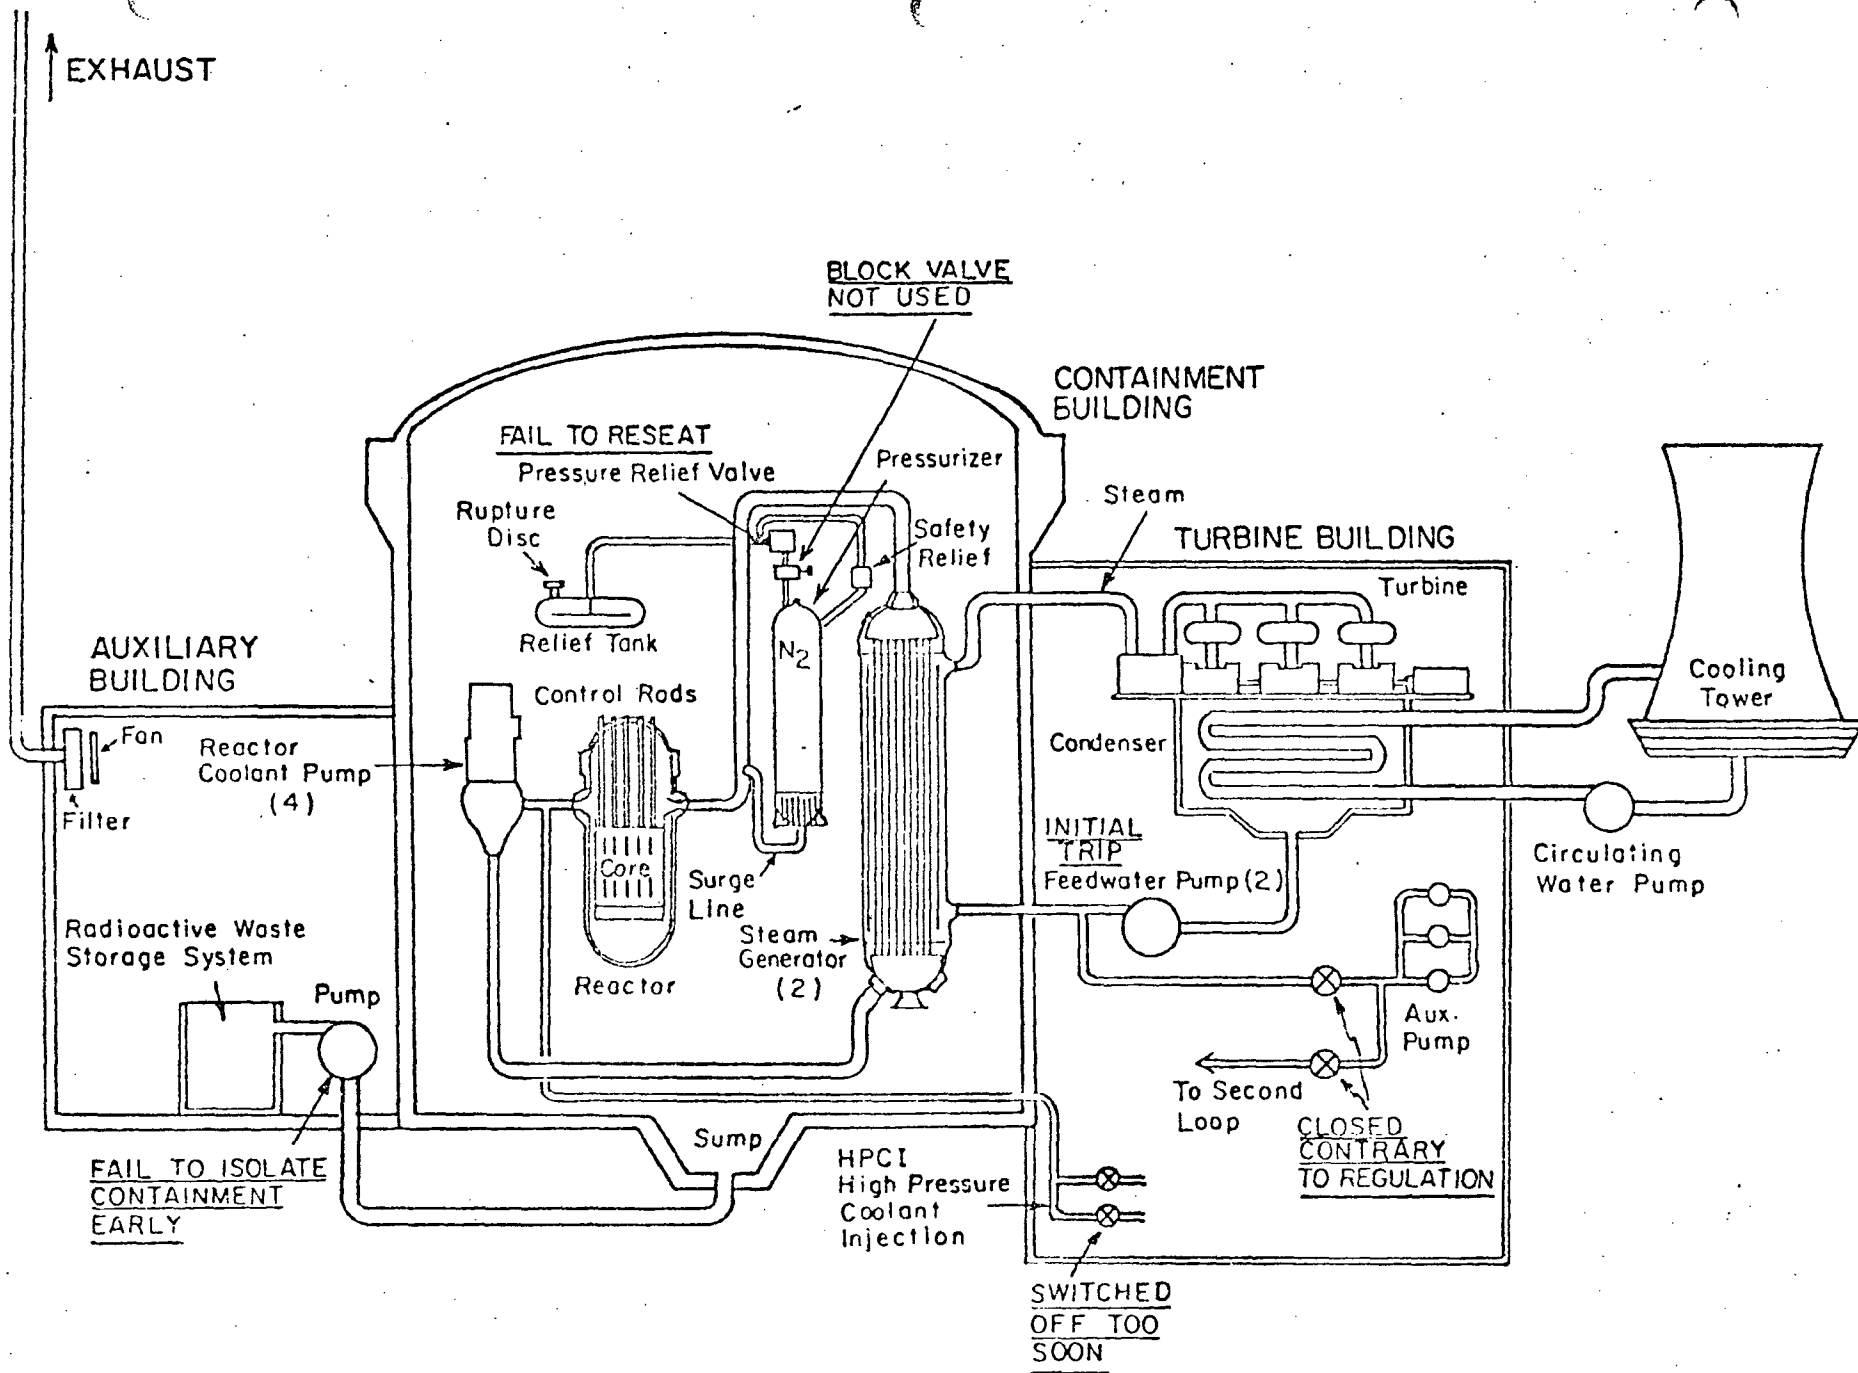 EXHAUST
BLOCK VALVE
NOT USED
CONTAINMENT
BUILDING
FAIL TO RESEAT
Pressure Relief Valve
Pressurizer
Rupture
Disc
Safety
Relief
Steam
TURBINE BUILDING
Turbine
Relief Tank
N2
AUXILIARY
BUILDING
Control Rods
Cooling
Tower
Fan
Reactor
Coolant Pump
(4)
Filter
Condenser
Core
Surge
Line
INITIAL
TRIP
Feedwater Pump (2)
Circulating
Water Pump
Radioactive Waste
Storage System
Steam
Generator
(2)
Reactor
Pump
Aux.
Pump
To Second
Loop
CLOSED
CONTRARY
TO REGULATION
Sump
FAIL TO ISOLATE
CONTAINMENT
EARLY
HPCI
High Pressure
Coolant
Injection
SWITCHED
OFF TOO
SOON